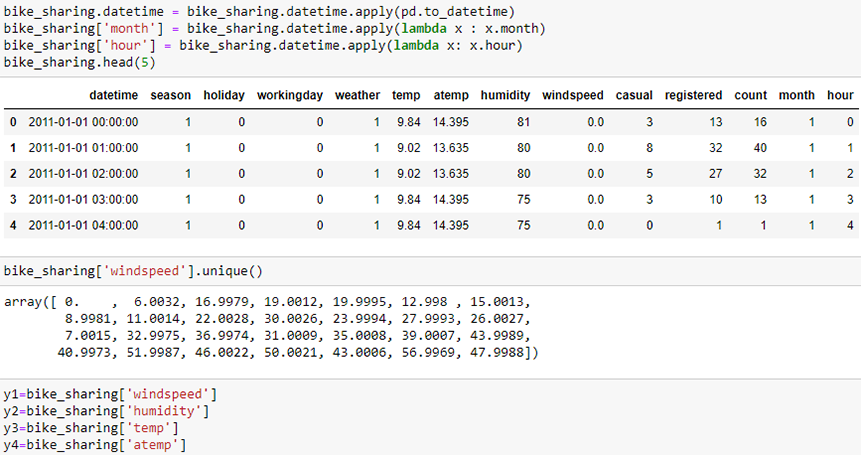 bike_sharing.datetime = bike_sharing.datetime.apply(pd.to_datetime)
bike_sharing['month'] = bike_sharing.datetime.apply(lambda x : x.month)
bike_sharing['hour'] = bike_sharing.datetime.apply(lambda x: x.hour)
bike_sharing.head(5)
datetime season holiday workingday weather temp atemp humidity windspeed casual registered count month hour
0 2011-01-01 00:00:00 1 0 0 1 9.84 14.395 81 0.0 3 13 16 1 0
1 2011-01-01 01:00:00 1 0 0 1 9.02 13.635 80 0.0 8 32 40 1 1
2 2011-01-01 02:00:00 1 0 0 1 9.02 13.635 80 0.0 5 27 32 1 2
3 2011-01-01 03:00:00 1 0 0 1 9.84 14.395 75 0.0 3 10 13 1 3
4 2011-01-01 04:00:00 1 0 0 1 9.84 14.395 75 0.0 0 1 1 1 4
bike_sharing['windspeed'].unique()
array([ 0.    ,  6.0032, 16.9979, 19.0012, 19.9995, 12.998 , 15.0013,
8.9981, 11.0014, 22.0028, 30.0026, 23.9994, 27.9993, 26.0027,
7.0015, 32.9975, 36.9974, 31.0009, 35.0008, 39.0007, 43.9989,
40.9973, 51.9987, 46.0022, 50.0021, 43.0006, 56.9969, 47.9988])
y1=bike_sharing['windspeed']
y2=bike_sharing['humidity']
y3=bike_sharing['temp']
y4=bike_sharing['atemp']